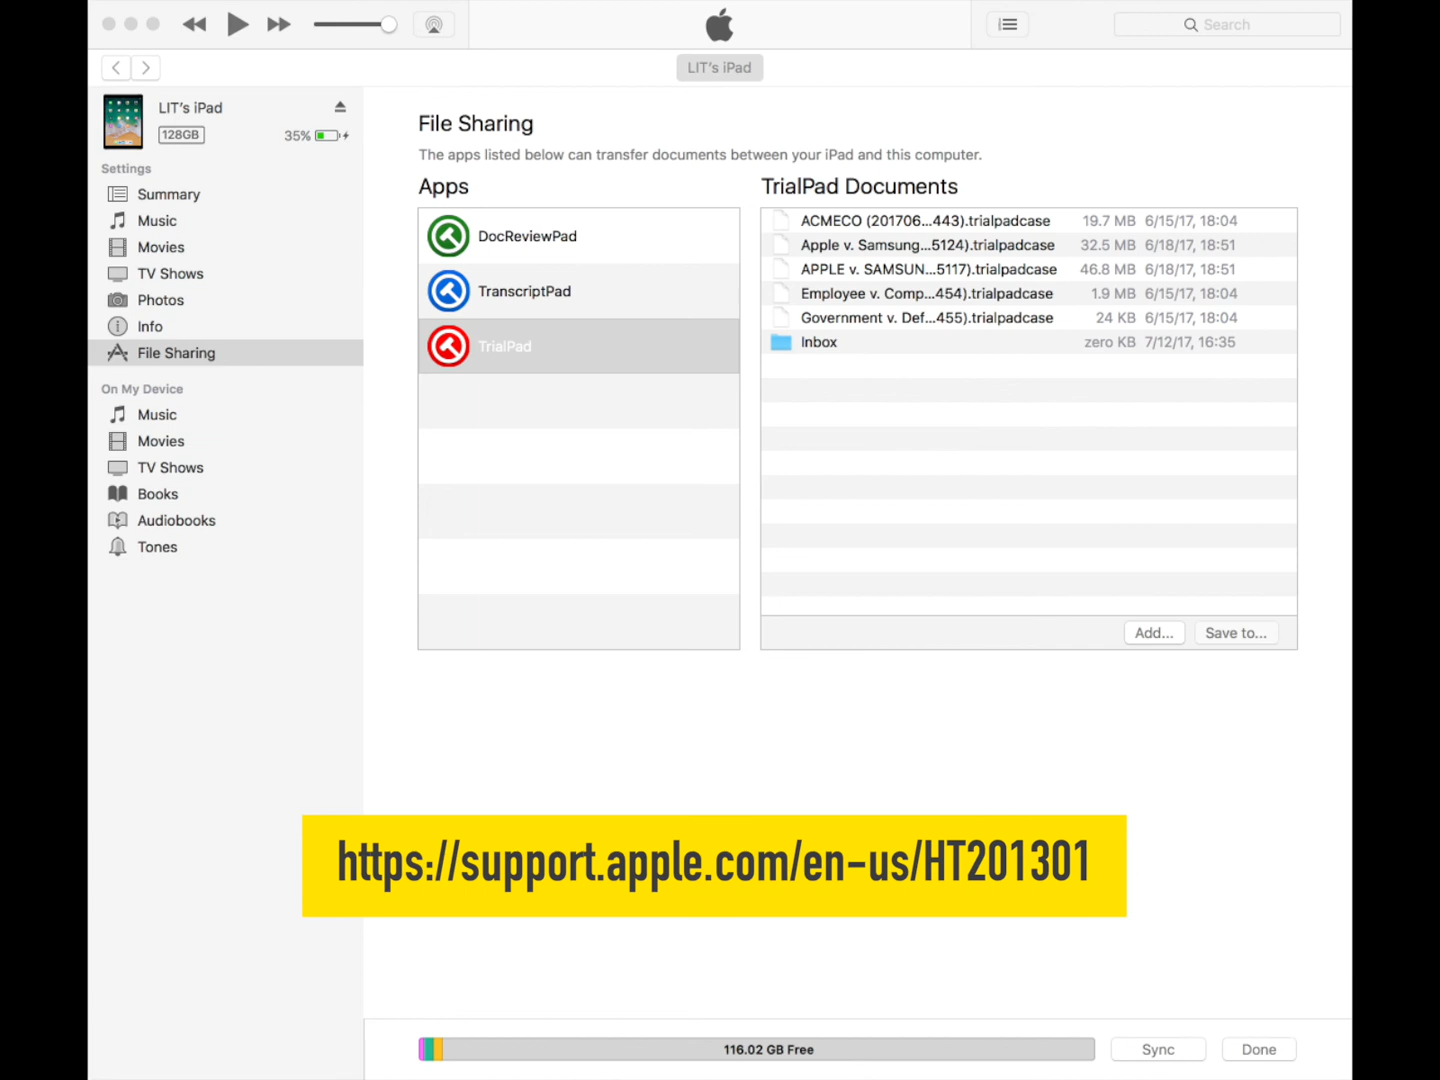 Search
LIT's iPad
LIT's iPad
128GB
35%
Settings
Summary
Music
Movies
TV Shows
Photos
Info
File Sharing
On My Device
Music
Movies
TV Shows
Books
Audiobooks
Tones
File Sharing
The apps listed below can transfer documents between your iPad and this computer.
Apps
DocReviewPad
TranscriptPad
TrialPad
TrialPad Documents
ACMECO (201706...443).trialpadcase 19.7 MB 6/15/17, 18:04
Apple v. Samsung...5124).trialpadcase 32.5 MB 6/18/17, 18:51
APPLE v. SAMSUN...5117).trialpadcase 46.8 MB 6/18/17, 18:51
Employee v. Comp...454).trialpadcase 1.9 MB 6/15/17, 18:04
Government v. Def...455).trialpadcase 24 KB 6/15/17, 18:04
Inbox zero KB 7/12/17, 16:35
Add... Save to...
https://support.apple.com/en-us/HT201301
116.02 GB Free
Sync Done